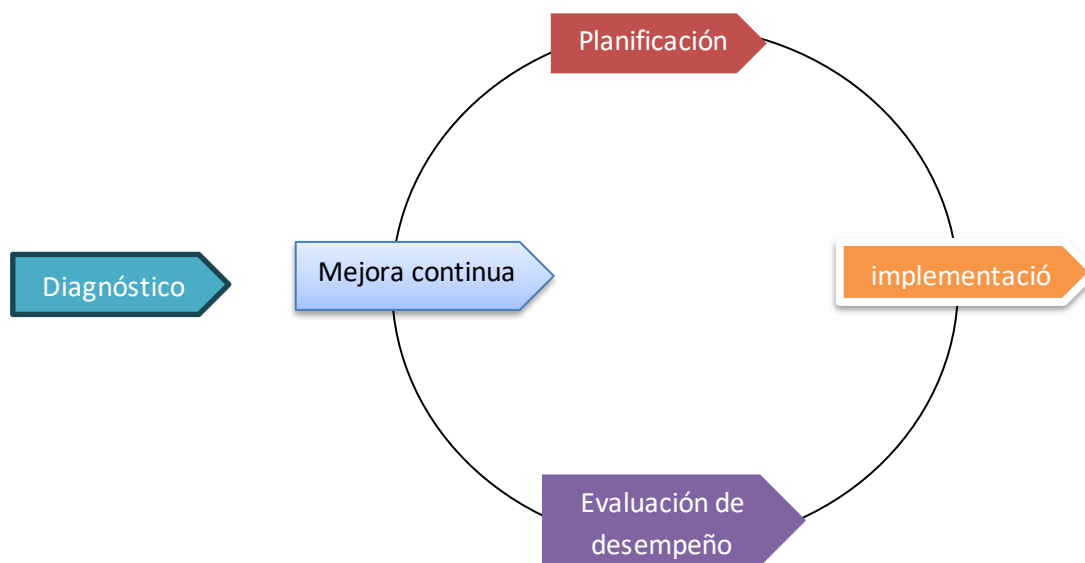 Planificación
Diagnóstico
Mejora continua
implementació
Evaluación de
desempeño